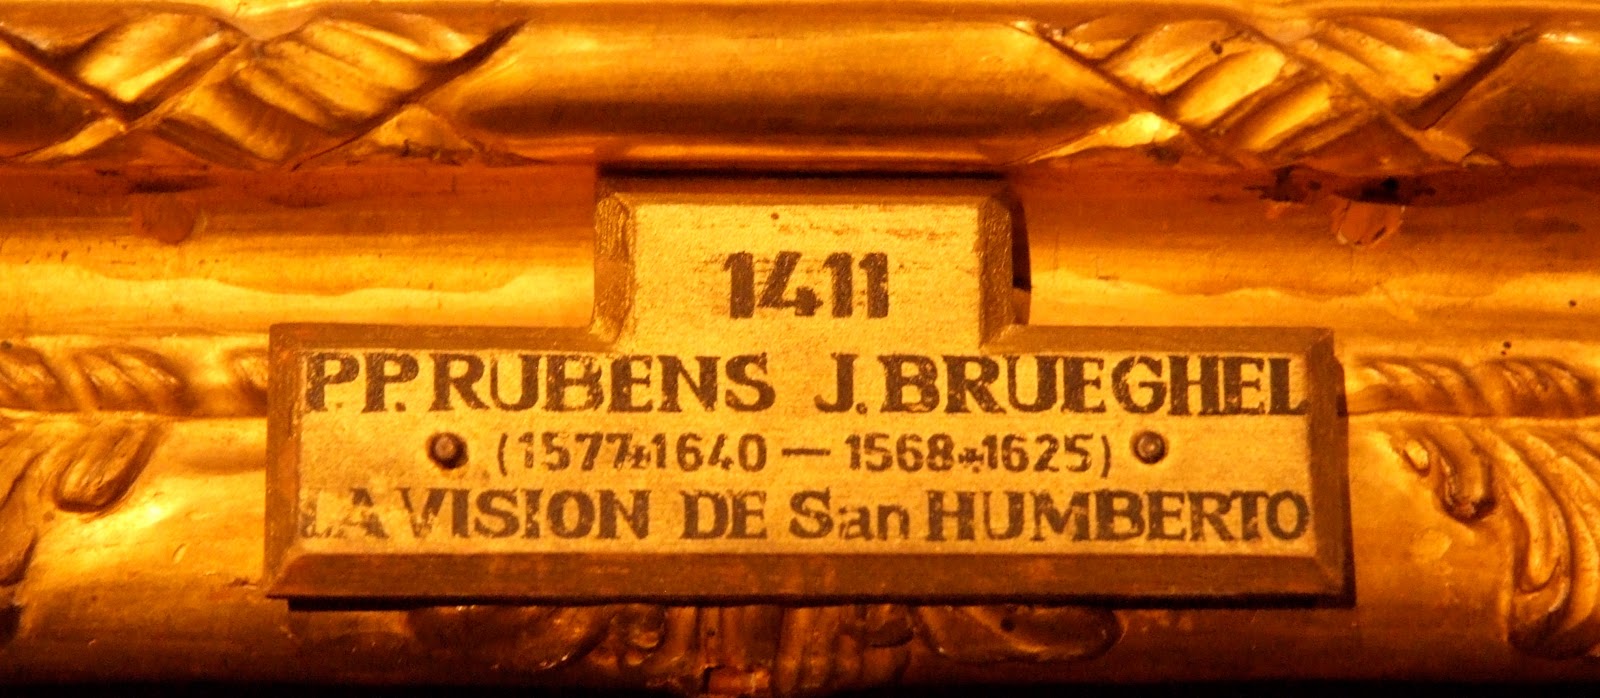 1411
P.P.RUBENS J.BRUEGHEL
(1577+1640 — 1568+1625)
LA VISION DE San HUMBERTO